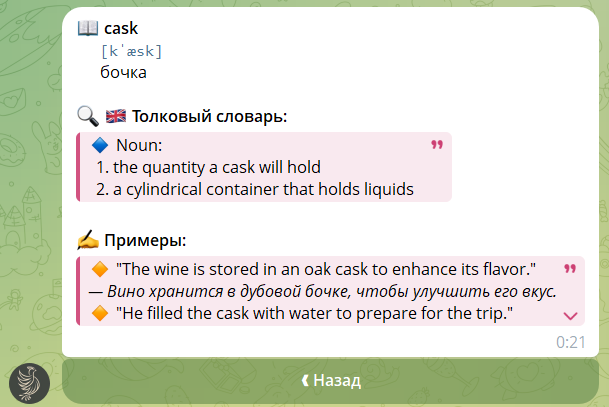 cask
[kˈæsk]
бочка
Толковый словарь:
Noun:
1. the quantity a cask will hold
2. a cylindrical container that holds liquids
Примеры:
"The wine is stored in an oak cask to enhance its flavor."
— Вино хранится в дубовой бочке, чтобы улучшить его вкус.
"He filled the cask with water to prepare for the trip."
0:21
❰ Назад